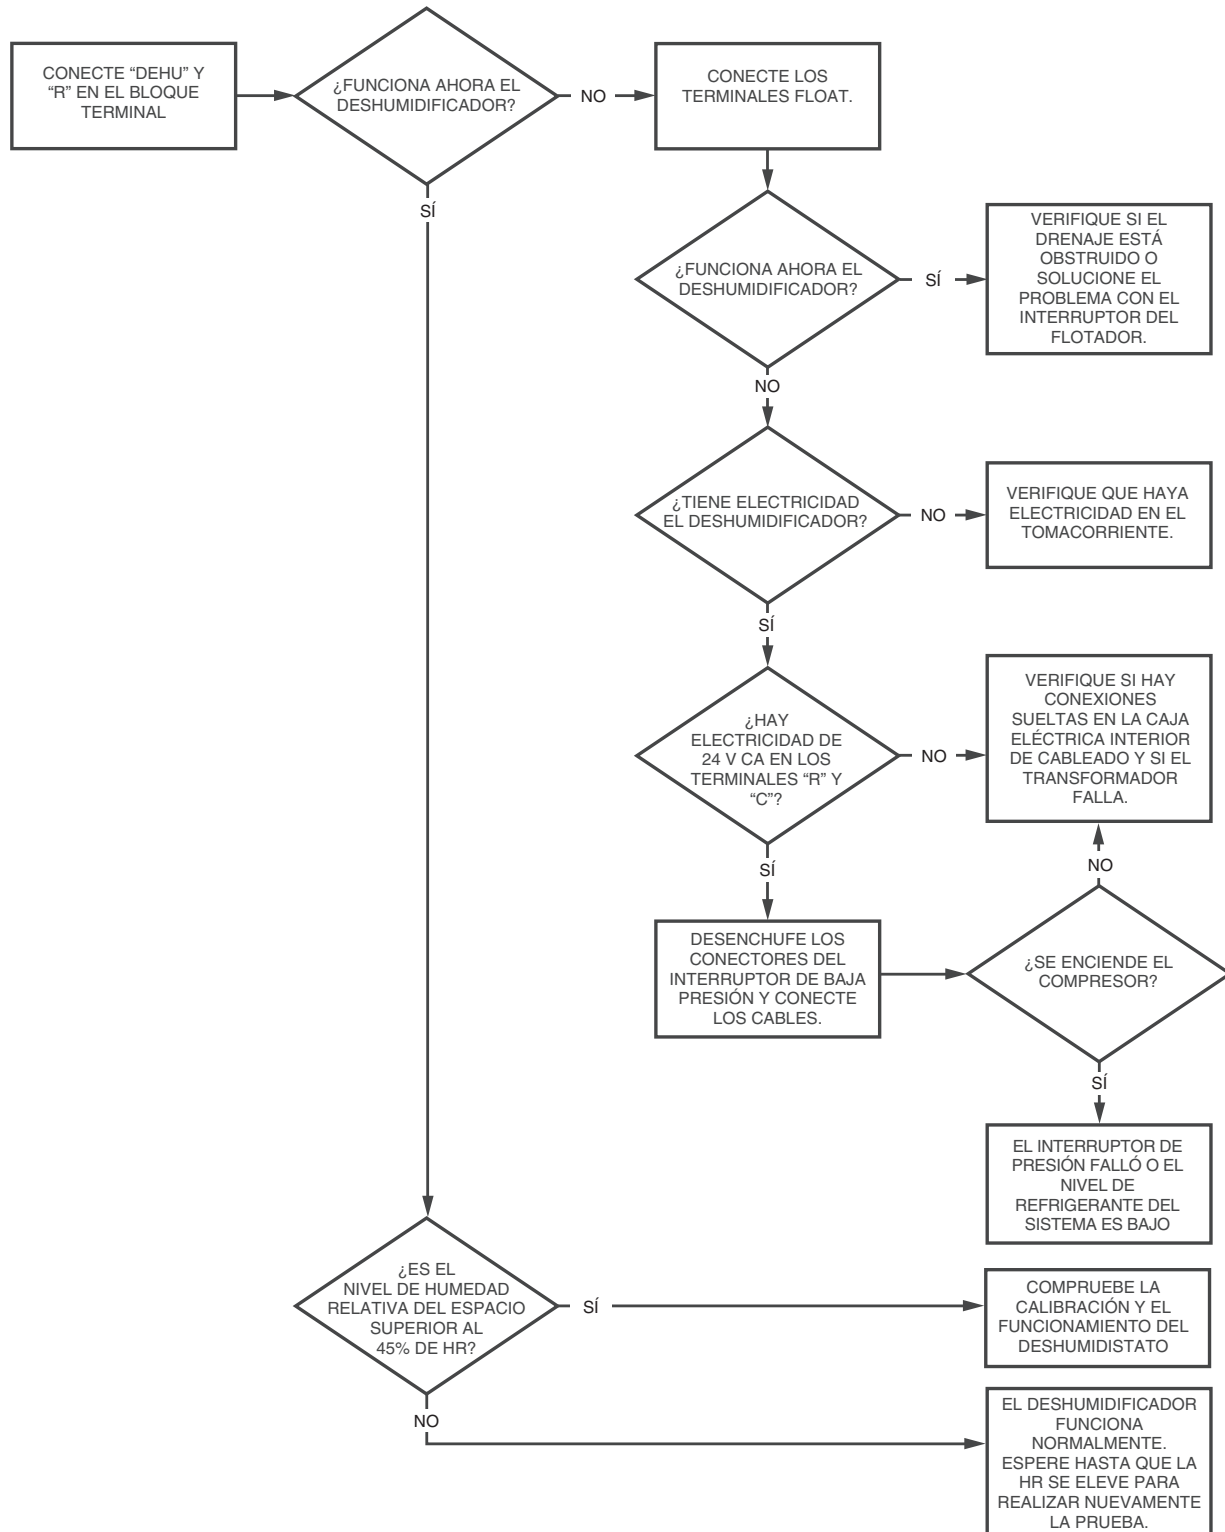 CONECTE “DEHU” Y
“R” EN EL BLOQUE
TERMINAL
¿FUNCIONA AHORA EL
DESHUMIDIFICADOR?
NO
CONECTE LOS
TERMINALES FLOAT.
SÍ
¿FUNCIONA AHORA EL
DESHUMIDIFICADOR?
SÍ
VERIFIQUE SI EL
DRENAJE ESTÁ
OBSTRUIDO O
SOLUCIONE EL
PROBLEMA CON EL
INTERRUPTOR DEL
FLOTADOR.
NO
¿TIENE ELECTRICIDAD
EL DESHUMIDIFICADOR?
NO
VERIFIQUE QUE HAYA
ELECTRICIDAD EN EL
TOMACORRIENTE.
SÍ
¿HAY
ELECTRICIDAD DE
24 V CA EN LOS
TERMINALES “R” Y
“C”?
NO
VERIFIQUE SI HAY
CONEXIONES
SUELTAS EN LA CAJA
ELÉCTRICA INTERIOR
DE CABLEADO Y SI EL
TRANSFORMADOR
FALLA.
SÍ
NO
DESENCHUFE LOS
CONECTORES DEL
INTERRUPTOR DE BAJA
PRESIÓN Y CONECTE
LOS CABLES.
¿SE ENCIENDE EL
COMPRESOR?
SÍ
EL INTERRUPTOR DE
PRESIÓN FALLÓ O EL
NIVEL DE
REFRIGERANTE DEL
SISTEMA ES BAJO
¿ES EL
NIVEL DE HUMEDAD
RELATIVA DEL ESPACIO
SUPERIOR AL
45% DE HR?
SÍ
COMPRUEBE LA
CALIBRACIÓN Y EL
FUNCIONAMIENTO DEL
DESHUMIDISTATO
NO
EL DESHUMIDIFICADOR
FUNCIONA
NORMALMENTE.
ESPERE HASTA QUE LA
HR SE ELEVE PARA
REALIZAR NUEVAMENTE
LA PRUEBA.